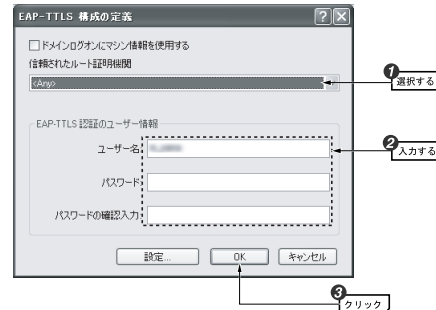 EAP-TTLS 構成の定義
ドメインログオンにマシン情報を使用する
信頼されたルート証明機関
<Any>
❶
選択する
EAP-TTLS 認証のユーザー情報
ユーザー名
❷
入力する
パスワード
パスワードの確認入力
設定...
OK
キャンセル
❸
クリック